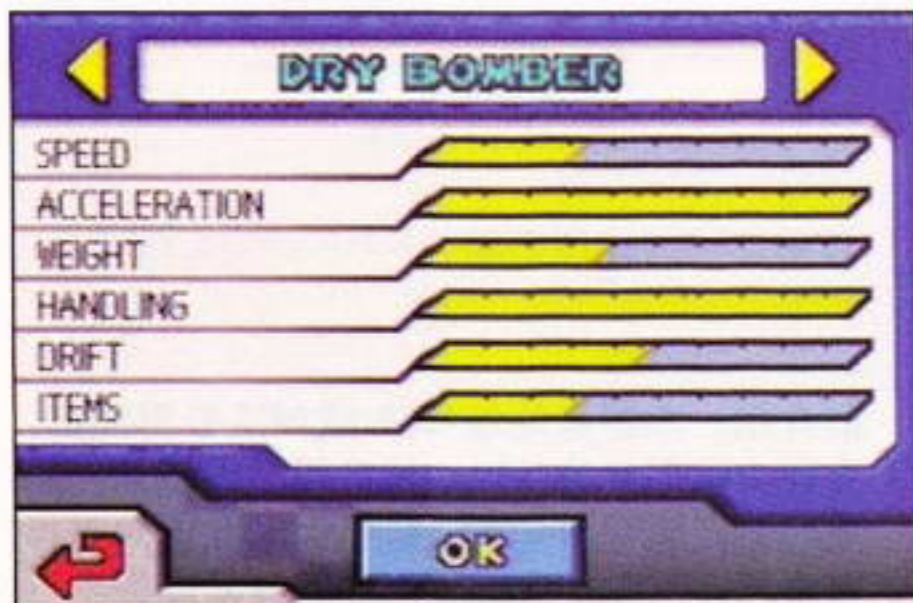 DRY BOMBER
SPEED
ACCELERATION
WEIGHT
HANDLING
DRIFT
ITEMS
OK